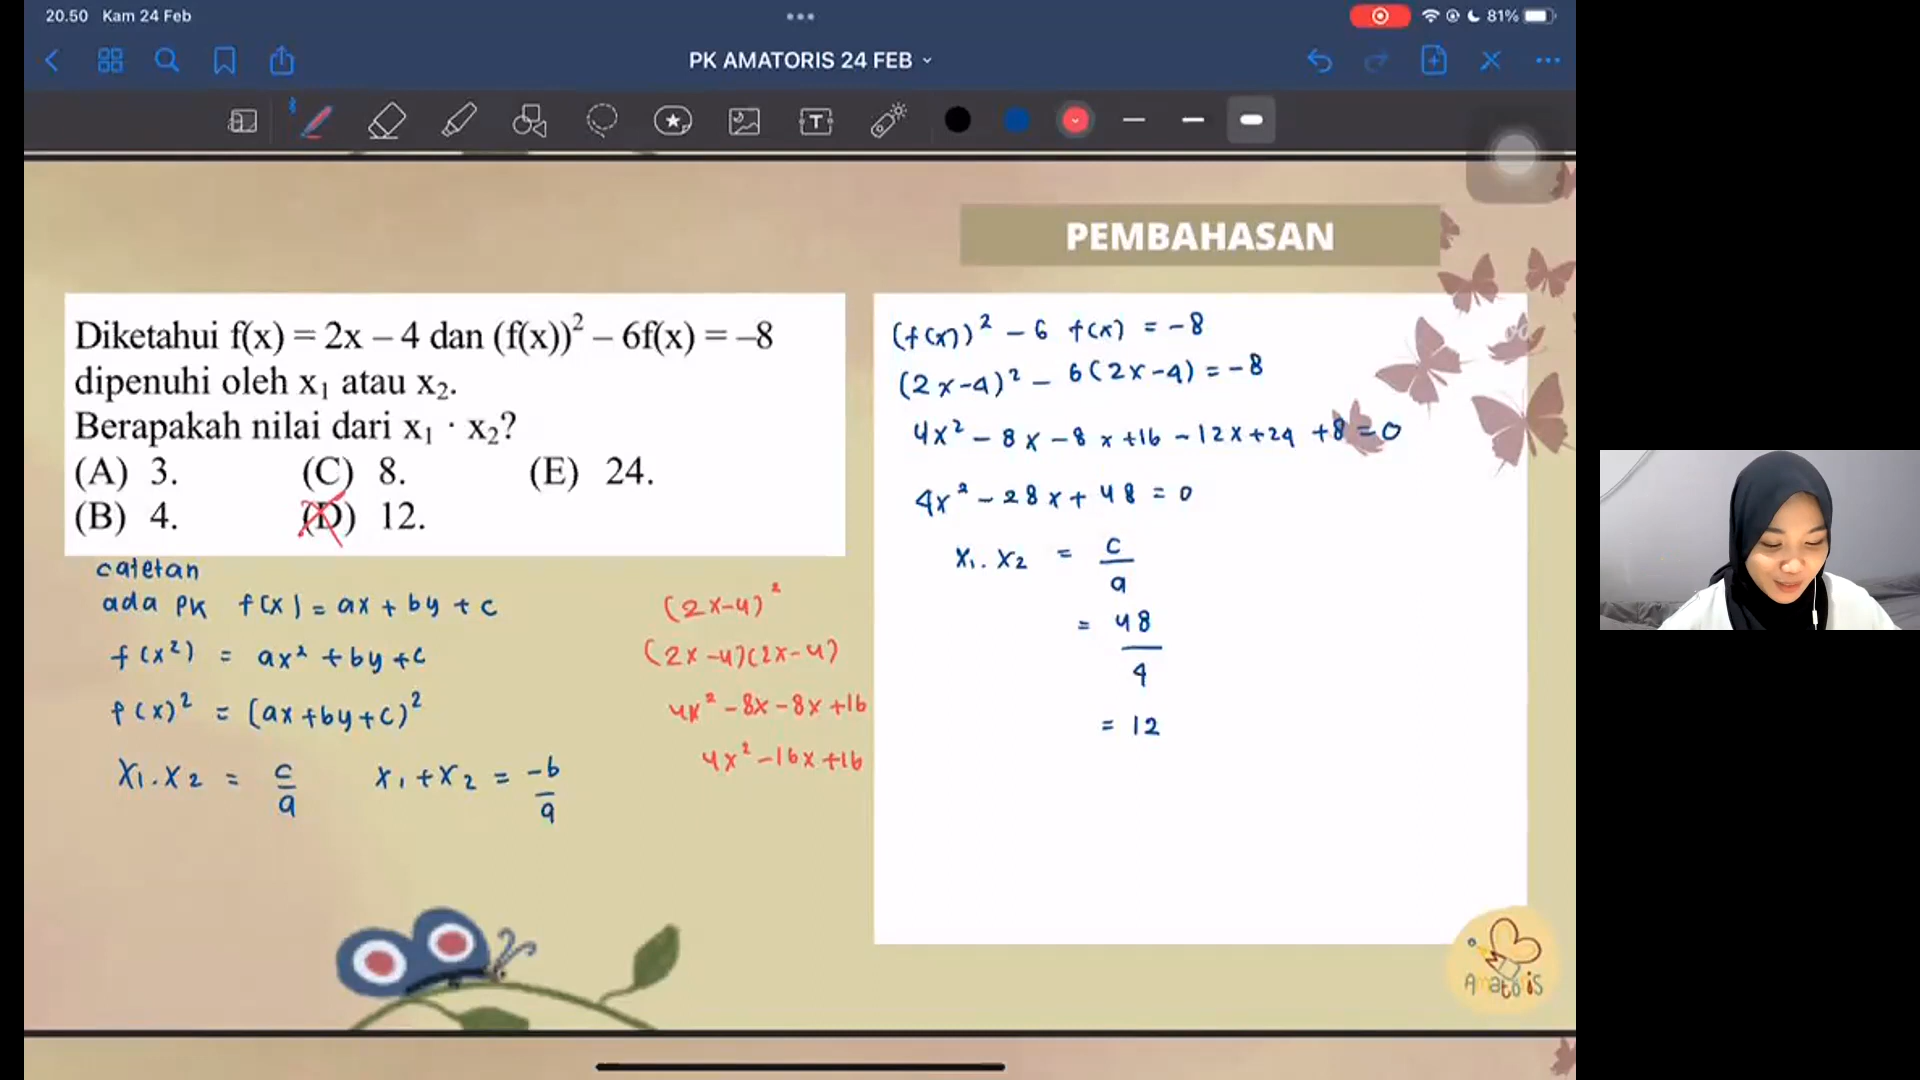 20.50 Kam 24 Feb
81%
PK AMATORIS 24 FEB
PEMBAHASAN
Diketahui f(x) = 2x – 4 dan (f(x))² – 6f(x) = –8
dipenuhi oleh x₁ atau x₂.
Berapakah nilai dari x₁ · x₂?
(A) 3. (C) 8. (E) 24.
(B) 4. (D) 12.
catetan
ada PK f(x) = ax + by + c
f(x²) = ax² + by + c
f(x)² = (ax + by + c)²
x₁ . x₂ = c/a x₁ + x₂ = -b/a
(2x-4)²
(2x-4)(2x-4)
4x² - 8x - 8x + 16
4x² - 16x + 16
(f(x))² - 6 f(x) = -8
(2x-4)² - 6(2x-4) = -8
4x² - 8x - 8x + 16 - 12x + 24 + 8 = 0
4x² - 28x + 48 = 0
x₁ . x₂ = c/a
= 48/4
= 12
Amatoris